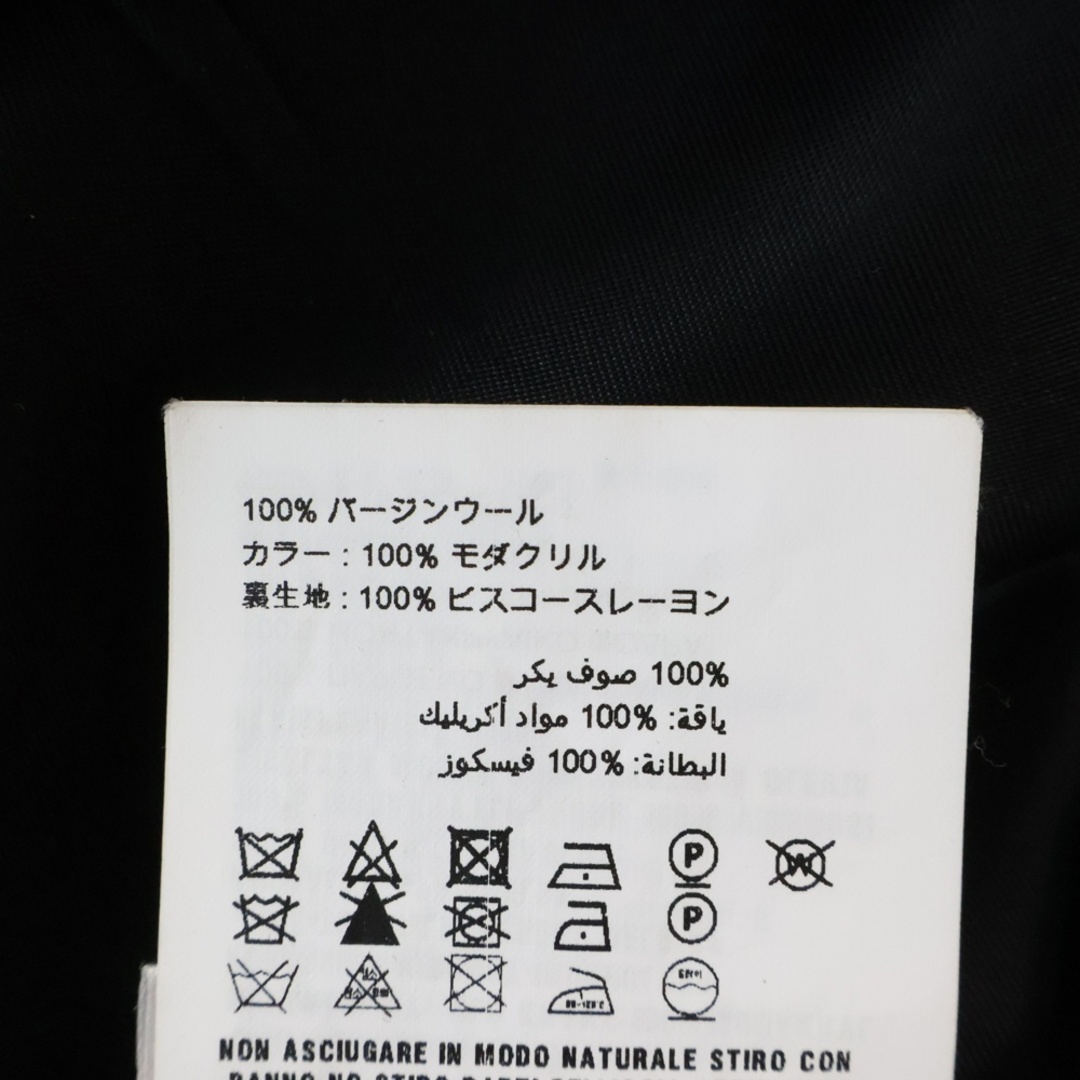 100% バージンウール
カラー : 100% モダクリル
裏生地 : 100% ビスコースレーヨン
100% صوف يكر
ياقة: 100% مواد أكريليك
البطانة: 100% فيسكوز
P W
P
NON ASCIUGARE IN MODO NATURALE STIRO CON